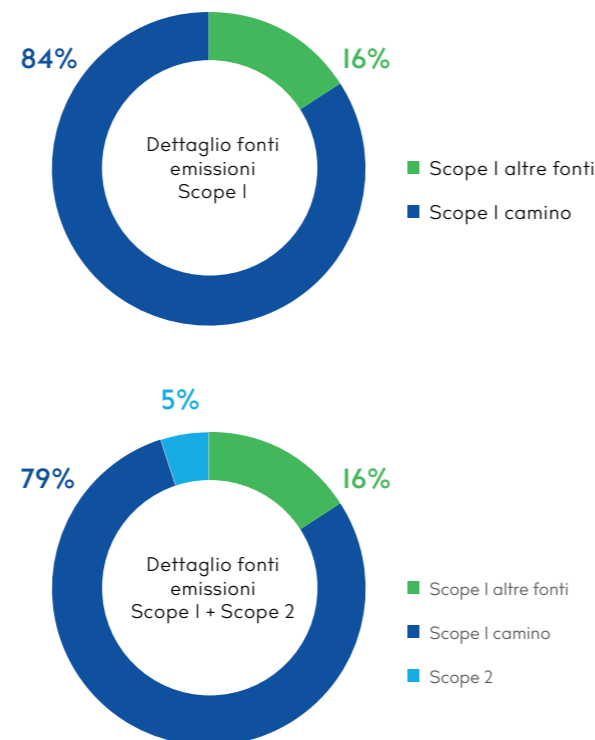 84%
16%
Dettaglio fonti
emissioni
Scope 1
Scope 1 altre fonti
Scope 1 camino
5%
79%
16%
Dettaglio fonti
emissioni
Scope 1 + Scope 2
Scope 1 altre fonti
Scope 1 camino
Scope 2